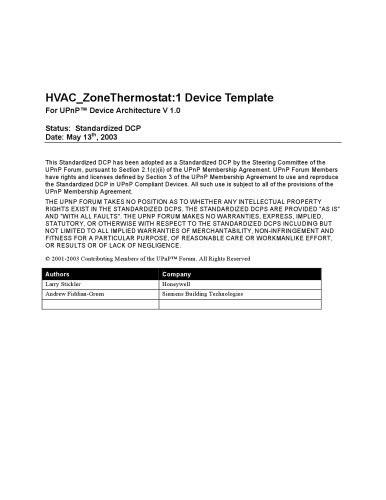 HVAC_ZoneThermostat:1 Device Template
For UPnP™ Device Architecture V 1.0
Status: Standardized DCP
Date: May 13th, 2003
This Standardized DCP has been adopted as a Standardized DCP by the Steering Committee of the
UPnP Forum, pursuant to Section 2.1(c)(ii) of the UPnP Membership Agreement. UPnP Forum Members
have rights and licenses defined by Section 3 of the UPnP Membership Agreement to use and reproduce
the Standardized DCP in UPnP Compliant Devices. All such use is subject to all of the provisions of the
UPnP Membership Agreement.
THE UPNP FORUM TAKES NO POSITION AS TO WHETHER ANY INTELLECTUAL PROPERTY
RIGHTS EXIST IN THE STANDARDIZED DCPS. THE STANDARDIZED DCPS ARE PROVIDED "AS IS"
AND "WITH ALL FAULTS". THE UPNP FORUM MAKES NO WARRANTIES, EXPRESS, IMPLIED,
STATUTORY, OR OTHERWISE WITH RESPECT TO THE STANDARDIZED DCPS INCLUDING BUT
NOT LIMITED TO ALL IMPLIED WARRANTIES OF MERCHANTABILITY, NON-INFRINGEMENT AND
FITNESS FOR A PARTICULAR PURPOSE, OF REASONABLE CARE OR WORKMANLIKE EFFORT,
OR RESULTS OR OF LACK OF NEGLIGENCE.
© 2001-2003 Contributing Members of the UPnP™ Forum. All Rights Reserved
Authors Company
Larry Stickler Honeywell
Andrew Fiddian-Green Siemens Building Technologies